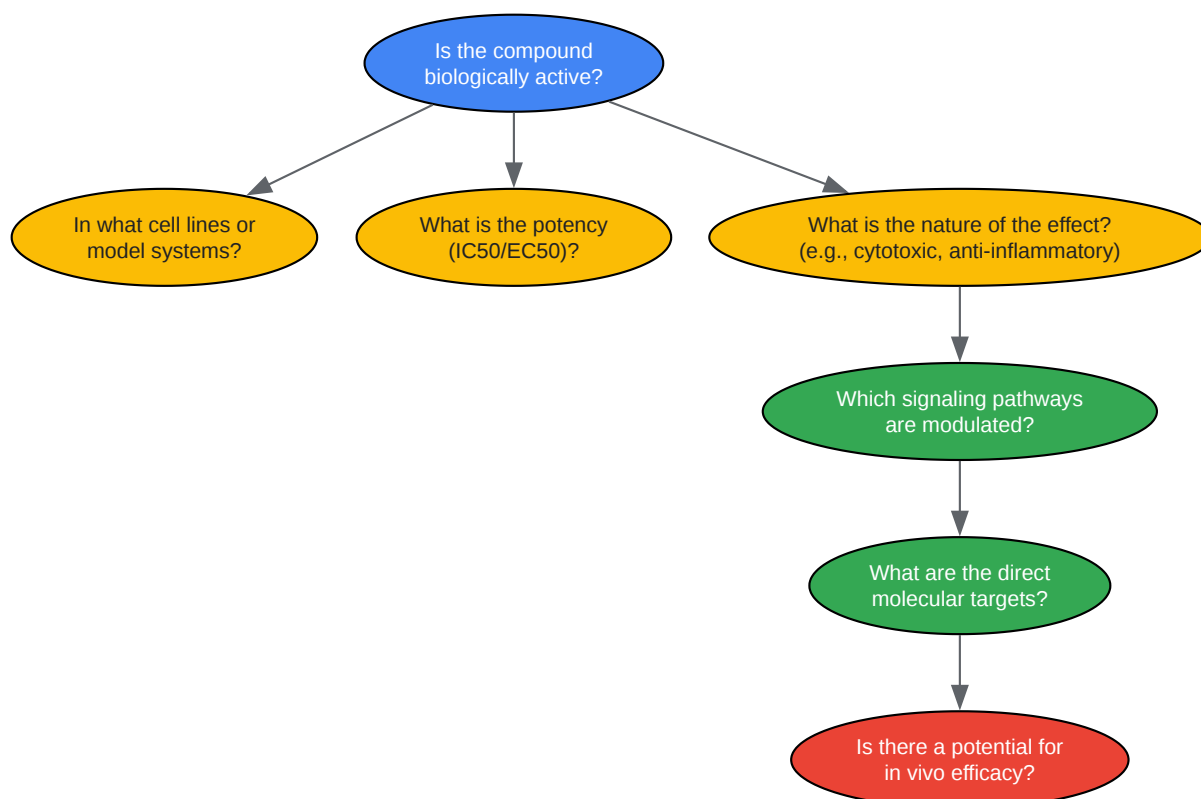 Is the compound
biologically active?
In what cell lines or
model systems?
What is the potency
(IC50/EC50)?
What is the nature of the effect?
(e.g., cytotoxic, anti-inflammatory)
Which signaling pathways
are modulated?
What are the direct
molecular targets?
Is there a potential for
in vivo efficacy?